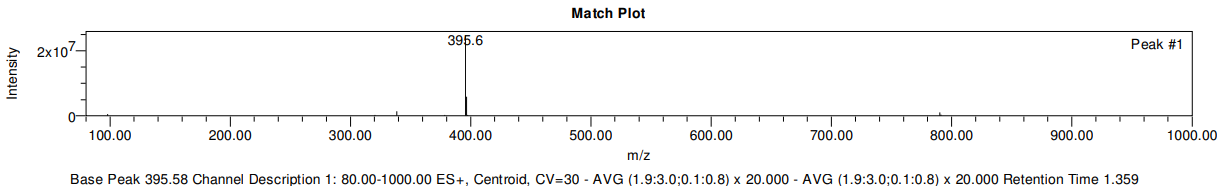 Match Plot
395.6
Peak #1
2x10⁷
0
Intensity
100.00 200.00 300.00 400.00 500.00 600.00 700.00 800.00 900.00 1000.00
m/z
Base Peak 395.58 Channel Description 1: 80.00-1000.00 ES+, Centroid, CV=30 - AVG (1.9:3.0;0.1:0.8) x 20.000 - AVG (1.9:3.0;0.1:0.8) x 20.000 Retention Time 1.359